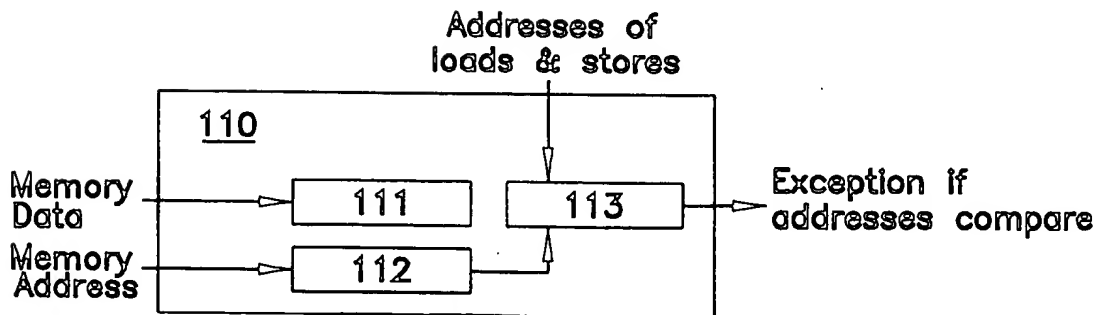 Addresses of
loads & stores
110
Memory
Data
111
113
Exception if
addresses compare
Memory
Address
112